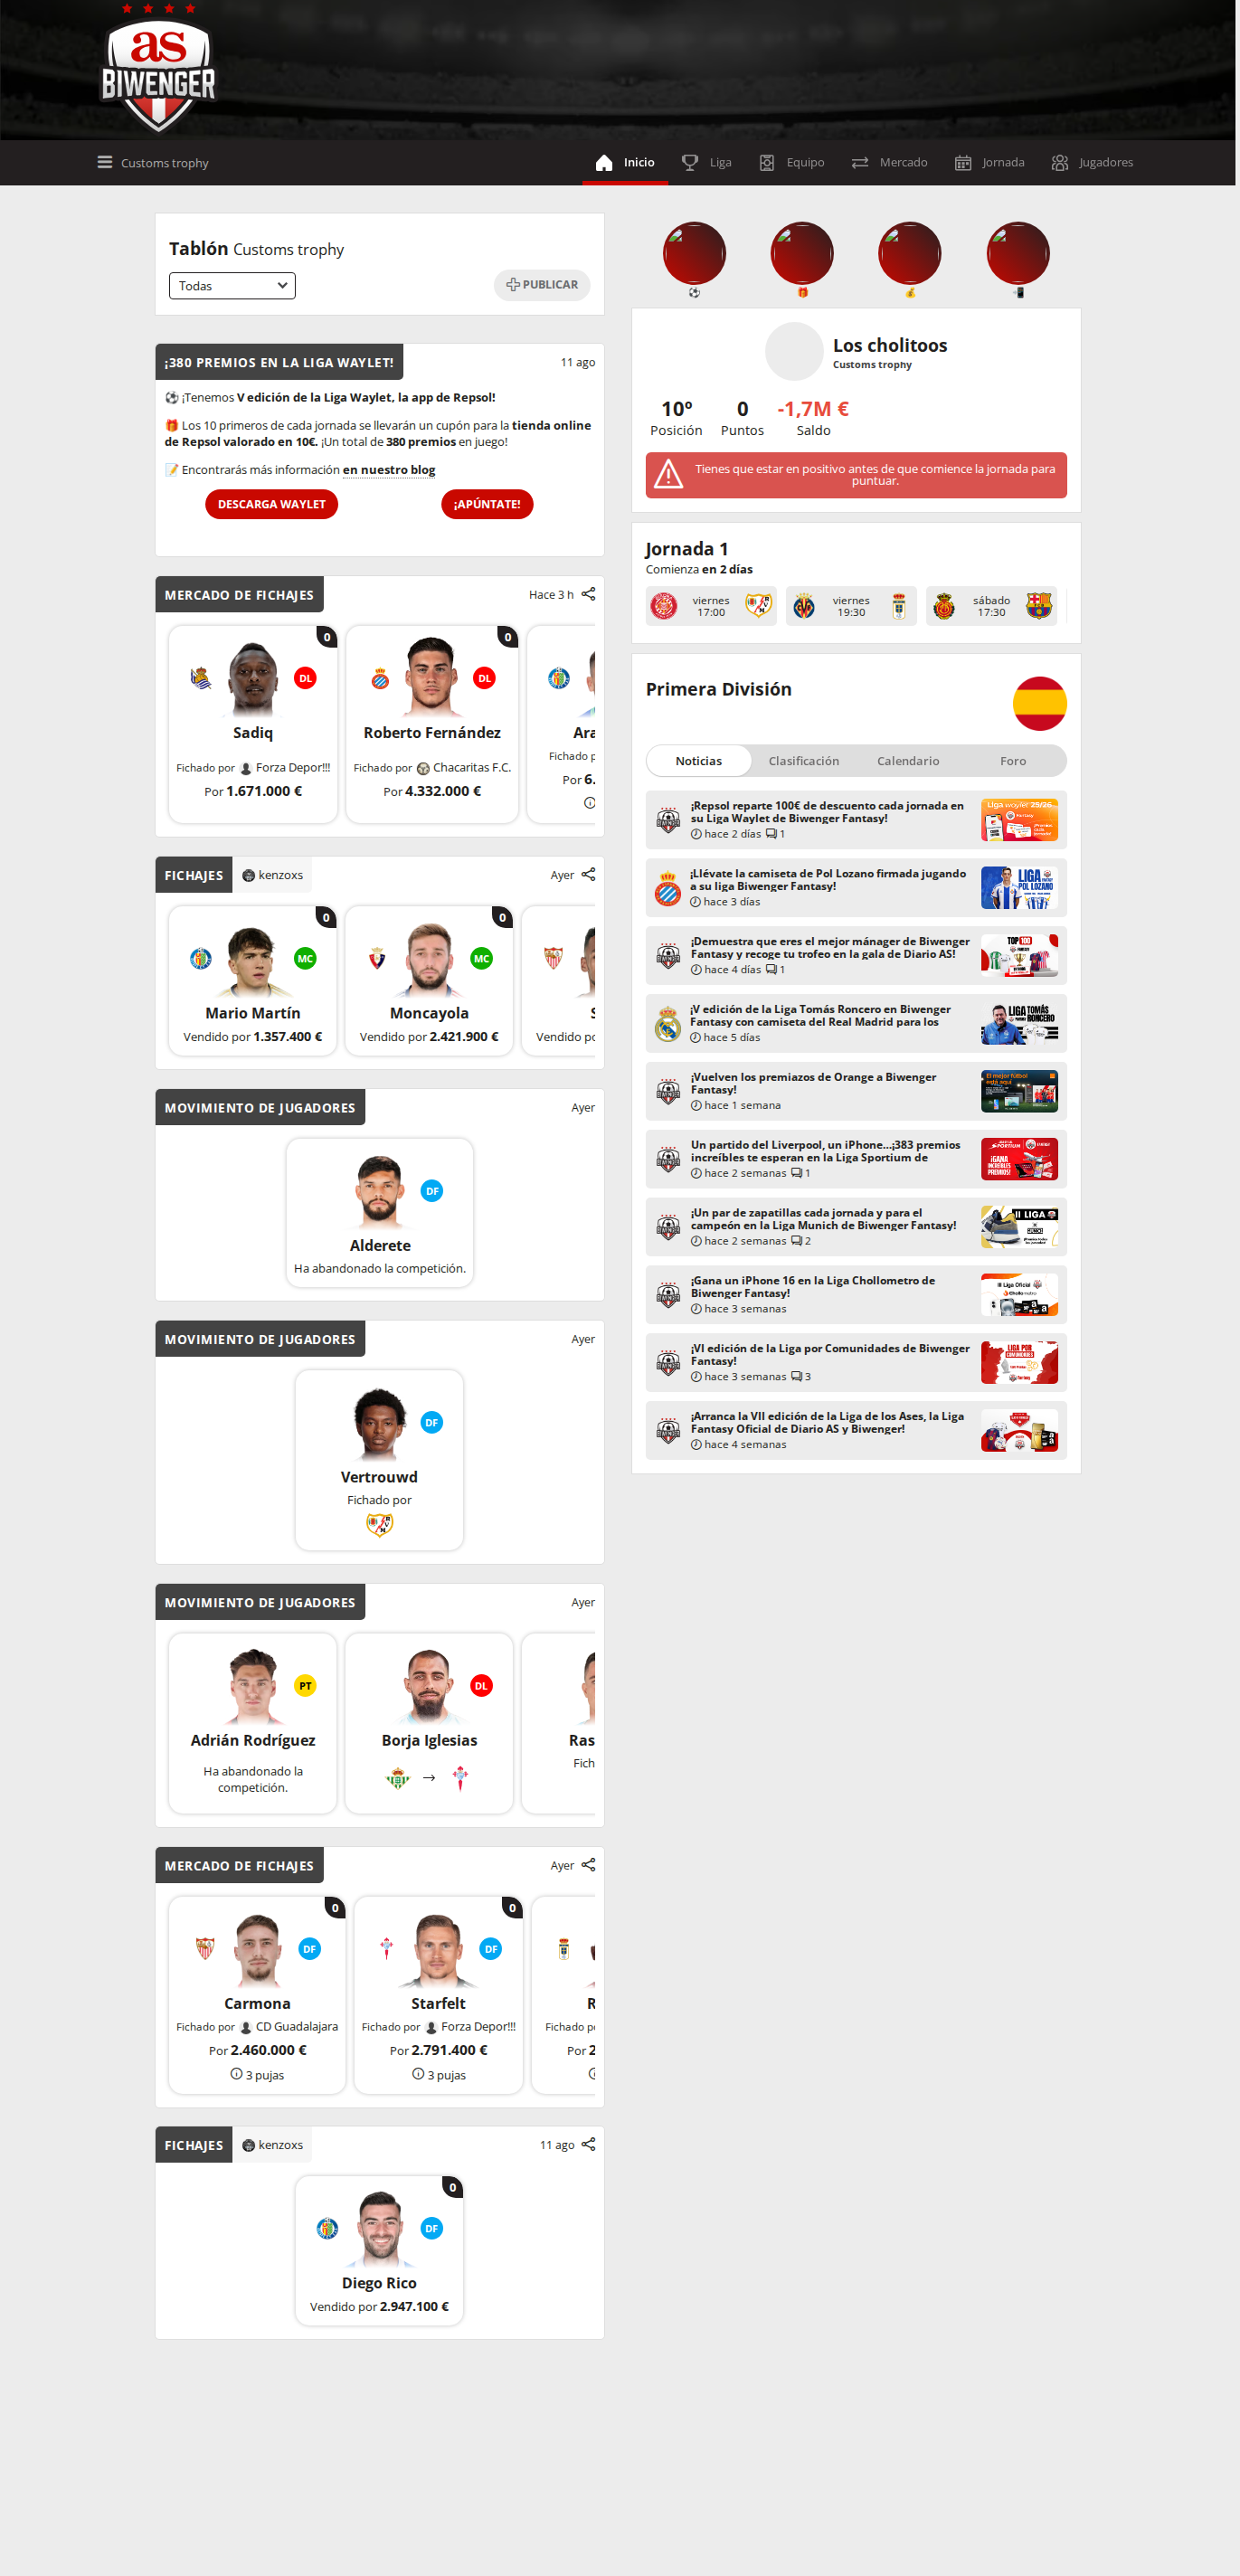 as
BIWENGER
Customs trophy
Inicio
Liga
Equipo
Mercado
Jornada
Jugadores
Tablón Customs trophy
Todas
PUBLICAR
¡380 PREMIOS EN LA LIGA WAYLET!
11 ago
⚽ ¡Tenemos V edición de la Liga Waylet, la app de Repsol!
🎁 Los 10 primeros de cada jornada se llevarán un cupón para la tienda online
de Repsol valorado en 10€. ¡Un total de 380 premios en juego!
📝 Encontrarás más información en nuestro blog
DESCARGA WAYLET
¡APÚNTATE!
MERCADO DE FICHAJES
Hace 3 h
0
DL
Sadiq
Fichado por Forza Depor!!!
Por 1.671.000 €
0
DL
Roberto Fernández
Fichado por Chacaritas F.C.
Por 4.332.000 €
Ara
Fichado p
Por 6.
FICHAJES
kenzoxs
Ayer
0
MC
Mario Martín
Vendido por 1.357.400 €
0
MC
Moncayola
Vendido por 2.421.900 €
S
Vendido po
MOVIMIENTO DE JUGADORES
Ayer
DF
Alderete
Ha abandonado la competición.
MOVIMIENTO DE JUGADORES
Ayer
DF
Vertrouwd
Fichado por
MOVIMIENTO DE JUGADORES
Ayer
PT
Adrián Rodríguez
Ha abandonado la
competición.
DL
Borja Iglesias
→
Ras
Fich
MERCADO DE FICHAJES
Ayer
0
DF
Carmona
Fichado por CD Guadalajara
Por 2.460.000 €
3 pujas
0
DF
Starfelt
Fichado por Forza Depor!!!
Por 2.791.400 €
3 pujas
R
Fichado po
Por 2
FICHAJES
kenzoxs
11 ago
0
DF
Diego Rico
Vendido por 2.947.100 €
⚽
🎁
💰
📲
Los cholitoos
Customs trophy
10º
Posición
0
Puntos
-1,7M €
Saldo
Tienes que estar en positivo antes de que comience la jornada para
puntuar.
Jornada 1
Comienza en 2 días
viernes
17:00
viernes
19:30
sábado
17:30
Primera División
Noticias
Clasificación
Calendario
Foro
¡Repsol reparte 100€ de descuento cada jornada en
su Liga Waylet de Biwenger Fantasy!
hace 2 días 1
¡Llévate la camiseta de Pol Lozano firmada jugando
a su liga Biwenger Fantasy!
hace 3 días
¡Demuestra que eres el mejor mánager de Biwenger
Fantasy y recoge tu trofeo en la gala de Diario AS!
hace 4 días 1
¡V edición de la Liga Tomás Roncero en Biwenger
Fantasy con camiseta del Real Madrid para los
hace 5 días
¡Vuelven los premiazos de Orange a Biwenger
Fantasy!
hace 1 semana
Un partido del Liverpool, un iPhone...¡383 premios
increíbles te esperan en la Liga Sportium de
hace 2 semanas 1
¡Un par de zapatillas cada jornada y para el
campeón en la Liga Munich de Biwenger Fantasy!
hace 2 semanas 2
¡Gana un iPhone 16 en la Liga Chollometro de
Biwenger Fantasy!
hace 3 semanas
¡VI edición de la Liga por Comunidades de Biwenger
Fantasy!
hace 3 semanas 3
¡Arranca la VII edición de la Liga de los Ases, la Liga
Fantasy Oficial de Diario AS y Biwenger!
hace 4 semanas